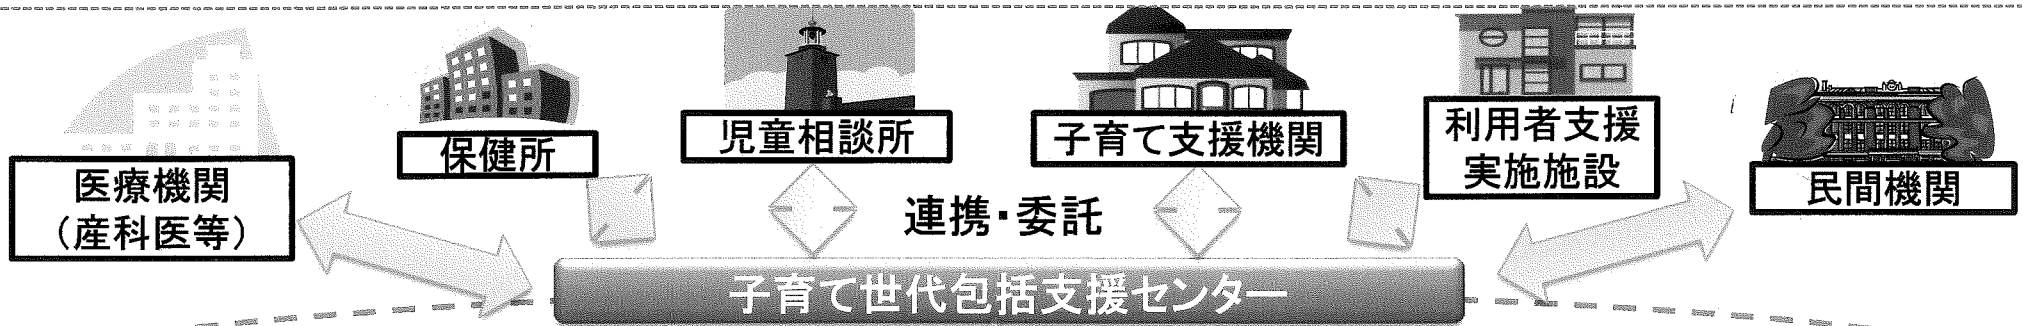 医療機関
（産科医等）
保健所
児童相談所
子育て支援機関
利用者支援
実施施設
民間機関
連携・委託
子育て世代包括支援センター